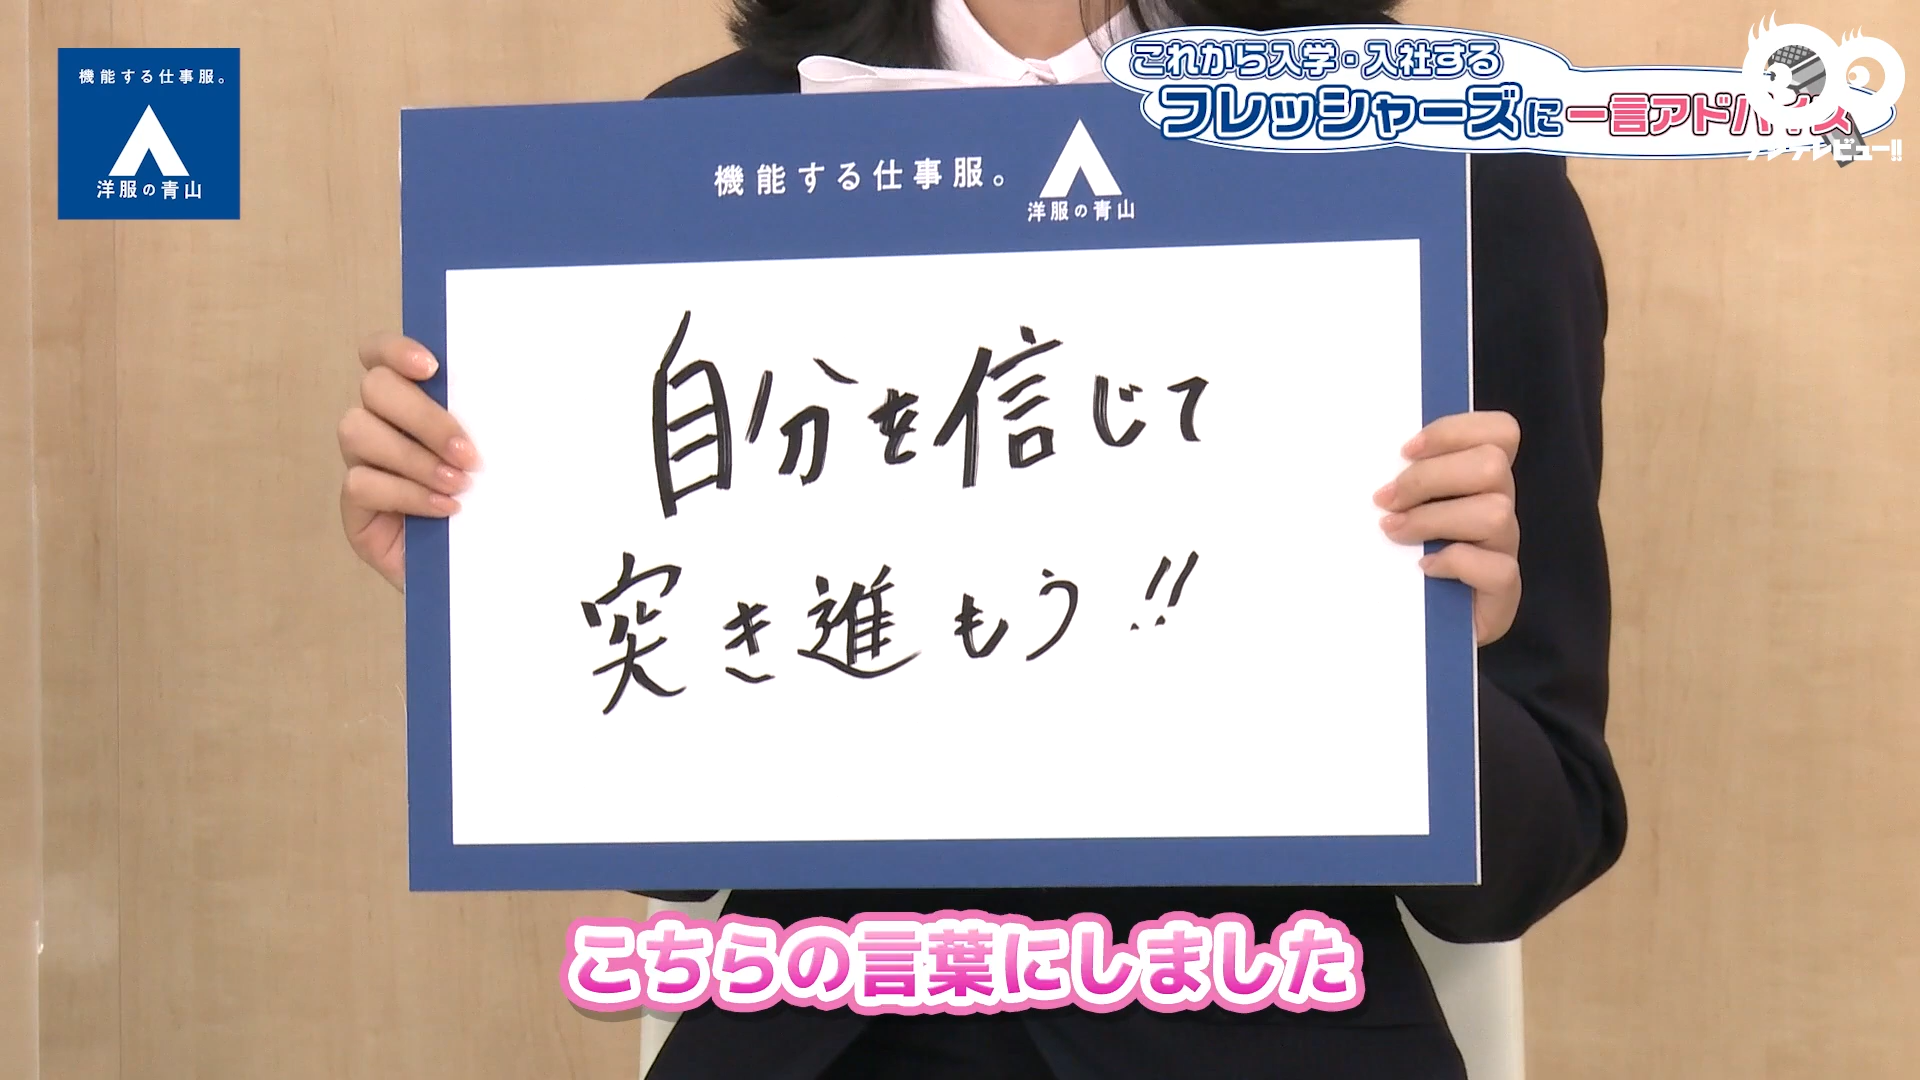 機能する仕事服。
洋服の青山
これから入学・入社する
フレッシャーズに一言アドバイス
機能する仕事服。
洋服の青山
自分を信じて
突き進もう!!
こちらの言葉にしました